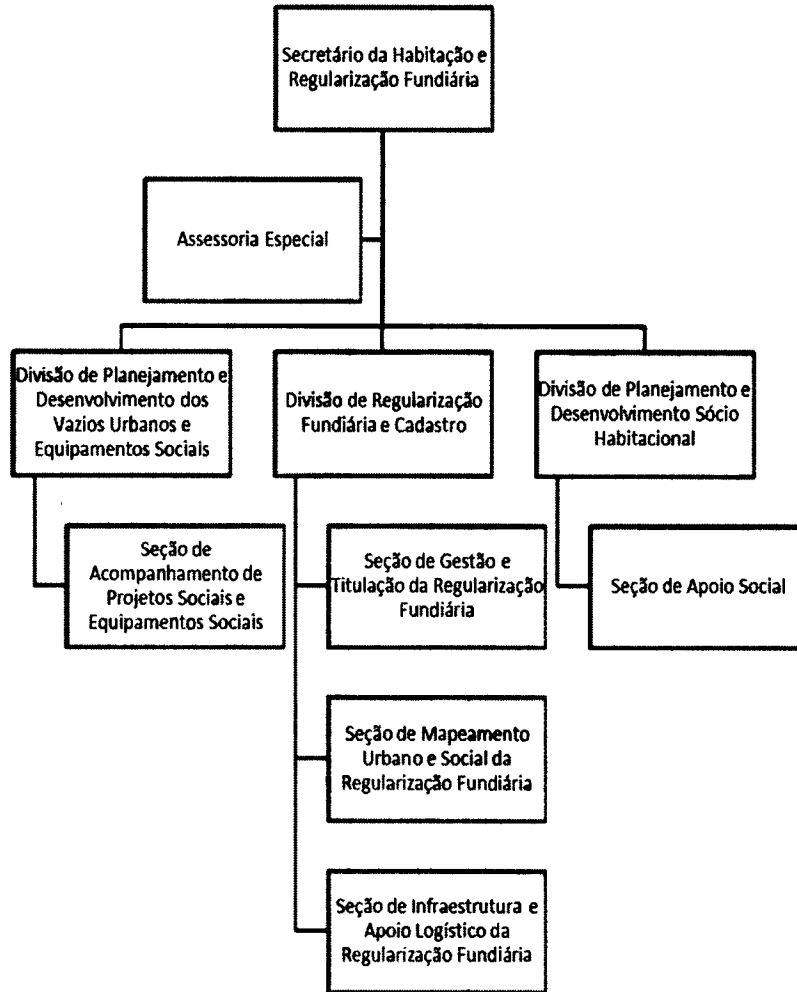 Secretário da Habitação e
Regularização Fundiária
Assessoria Especial
Divisão de Planejamento e
Desenvolvimento dos
Vazios Urbanos e
Equipamentos Sociais
Divisão de Regularização
Fundiária e Cadastro
Divisão de Planejamento e
Desenvolvimento Sócio
Habitacional
Seção de
Acompanhamento de
Projetos Sociais e
Equipamentos Sociais
Seção de Gestão e
Titulação da Regularização
Fundiária
Seção de Apoio Social
Seção de Mapeamento
Urbano e Social da
Regularização Fundiária
Seção de Infraestrutura e
Apoio Logístico da
Regularização Fundiária